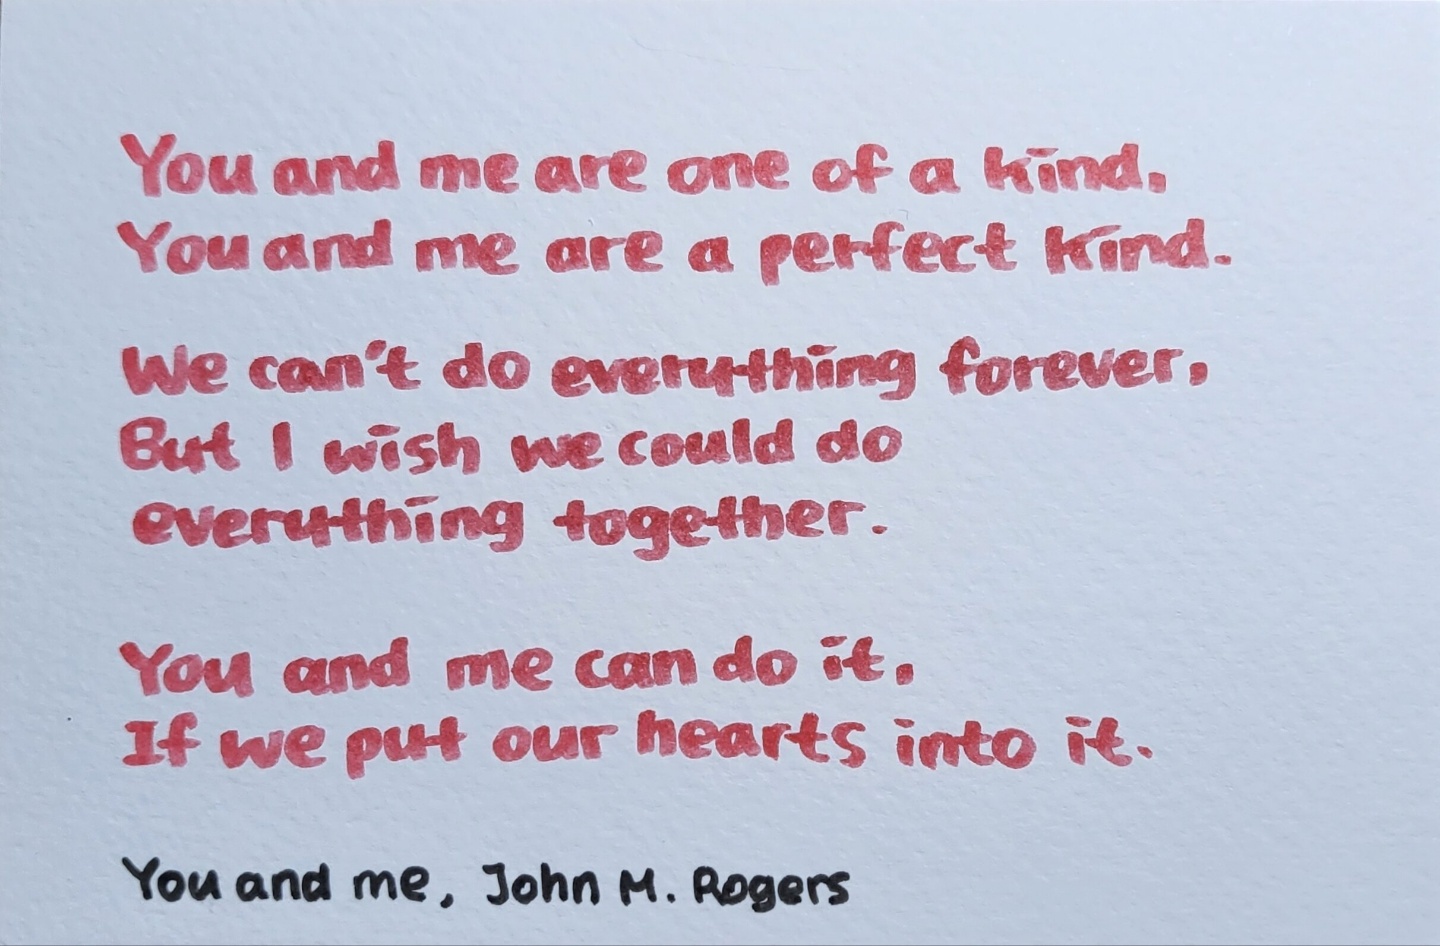 You and me are one of a kind.
You and me are a perfect kind.
We can't do everything forever,
But I wish we could do
everything together.
You and me can do it.
If we put our hearts into it.
You and me, John M. Rogers